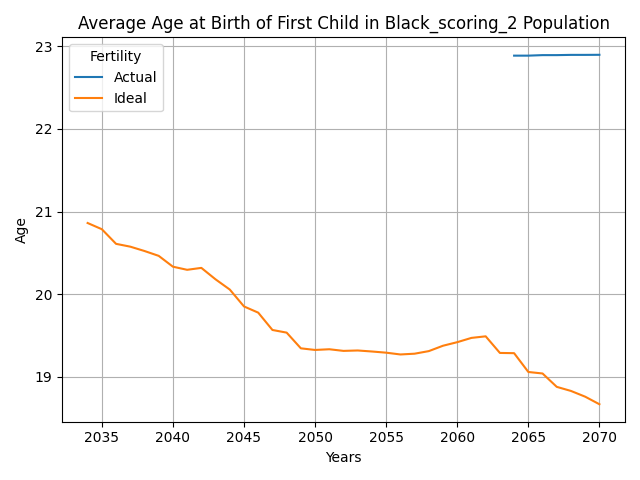 Average Age at Birth of First Child in Black_scoring_2 Population
Fertility
Actual
Ideal
Age
23
22
21
20
19
2035 2040 2045 2050 2055 2060 2065 2070
Years